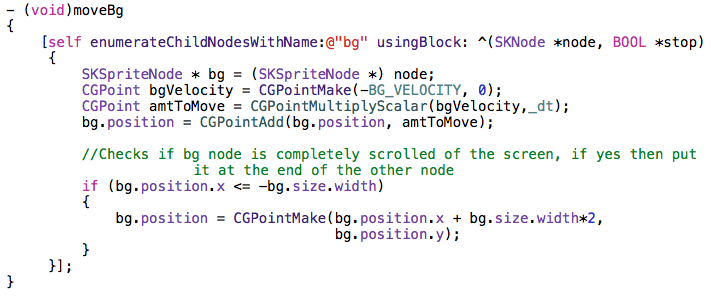 - (void)moveBg
{
    [self enumerateChildNodesWithName:@"bg" usingBlock: ^(SKNode *node, BOOL *stop)
     {
         SKSpriteNode * bg = (SKSpriteNode *) node;
         CGPoint bgVelocity = CGPointMake(-BG_VELOCITY, 0);
         CGPoint amtToMove = CGPointMultiplyScalar(bgVelocity,_dt);
         bg.position = CGPointAdd(bg.position, amtToMove);

         //Checks if bg node is completely scrolled of the screen, if yes then put
                       it at the end of the other node
         if (bg.position.x <= -bg.size.width)
         {
             bg.position = CGPointMake(bg.position.x + bg.size.width*2,
                                       bg.position.y);
         }
     }];
}